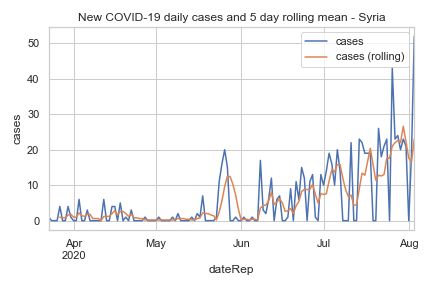 New COVID-19 daily cases and 5 day rolling mean - Syria
cases
cases (rolling)
50
40
30
20
10
0
cases
Apr
2020
May
Jun
Jul
Aug
dateRep